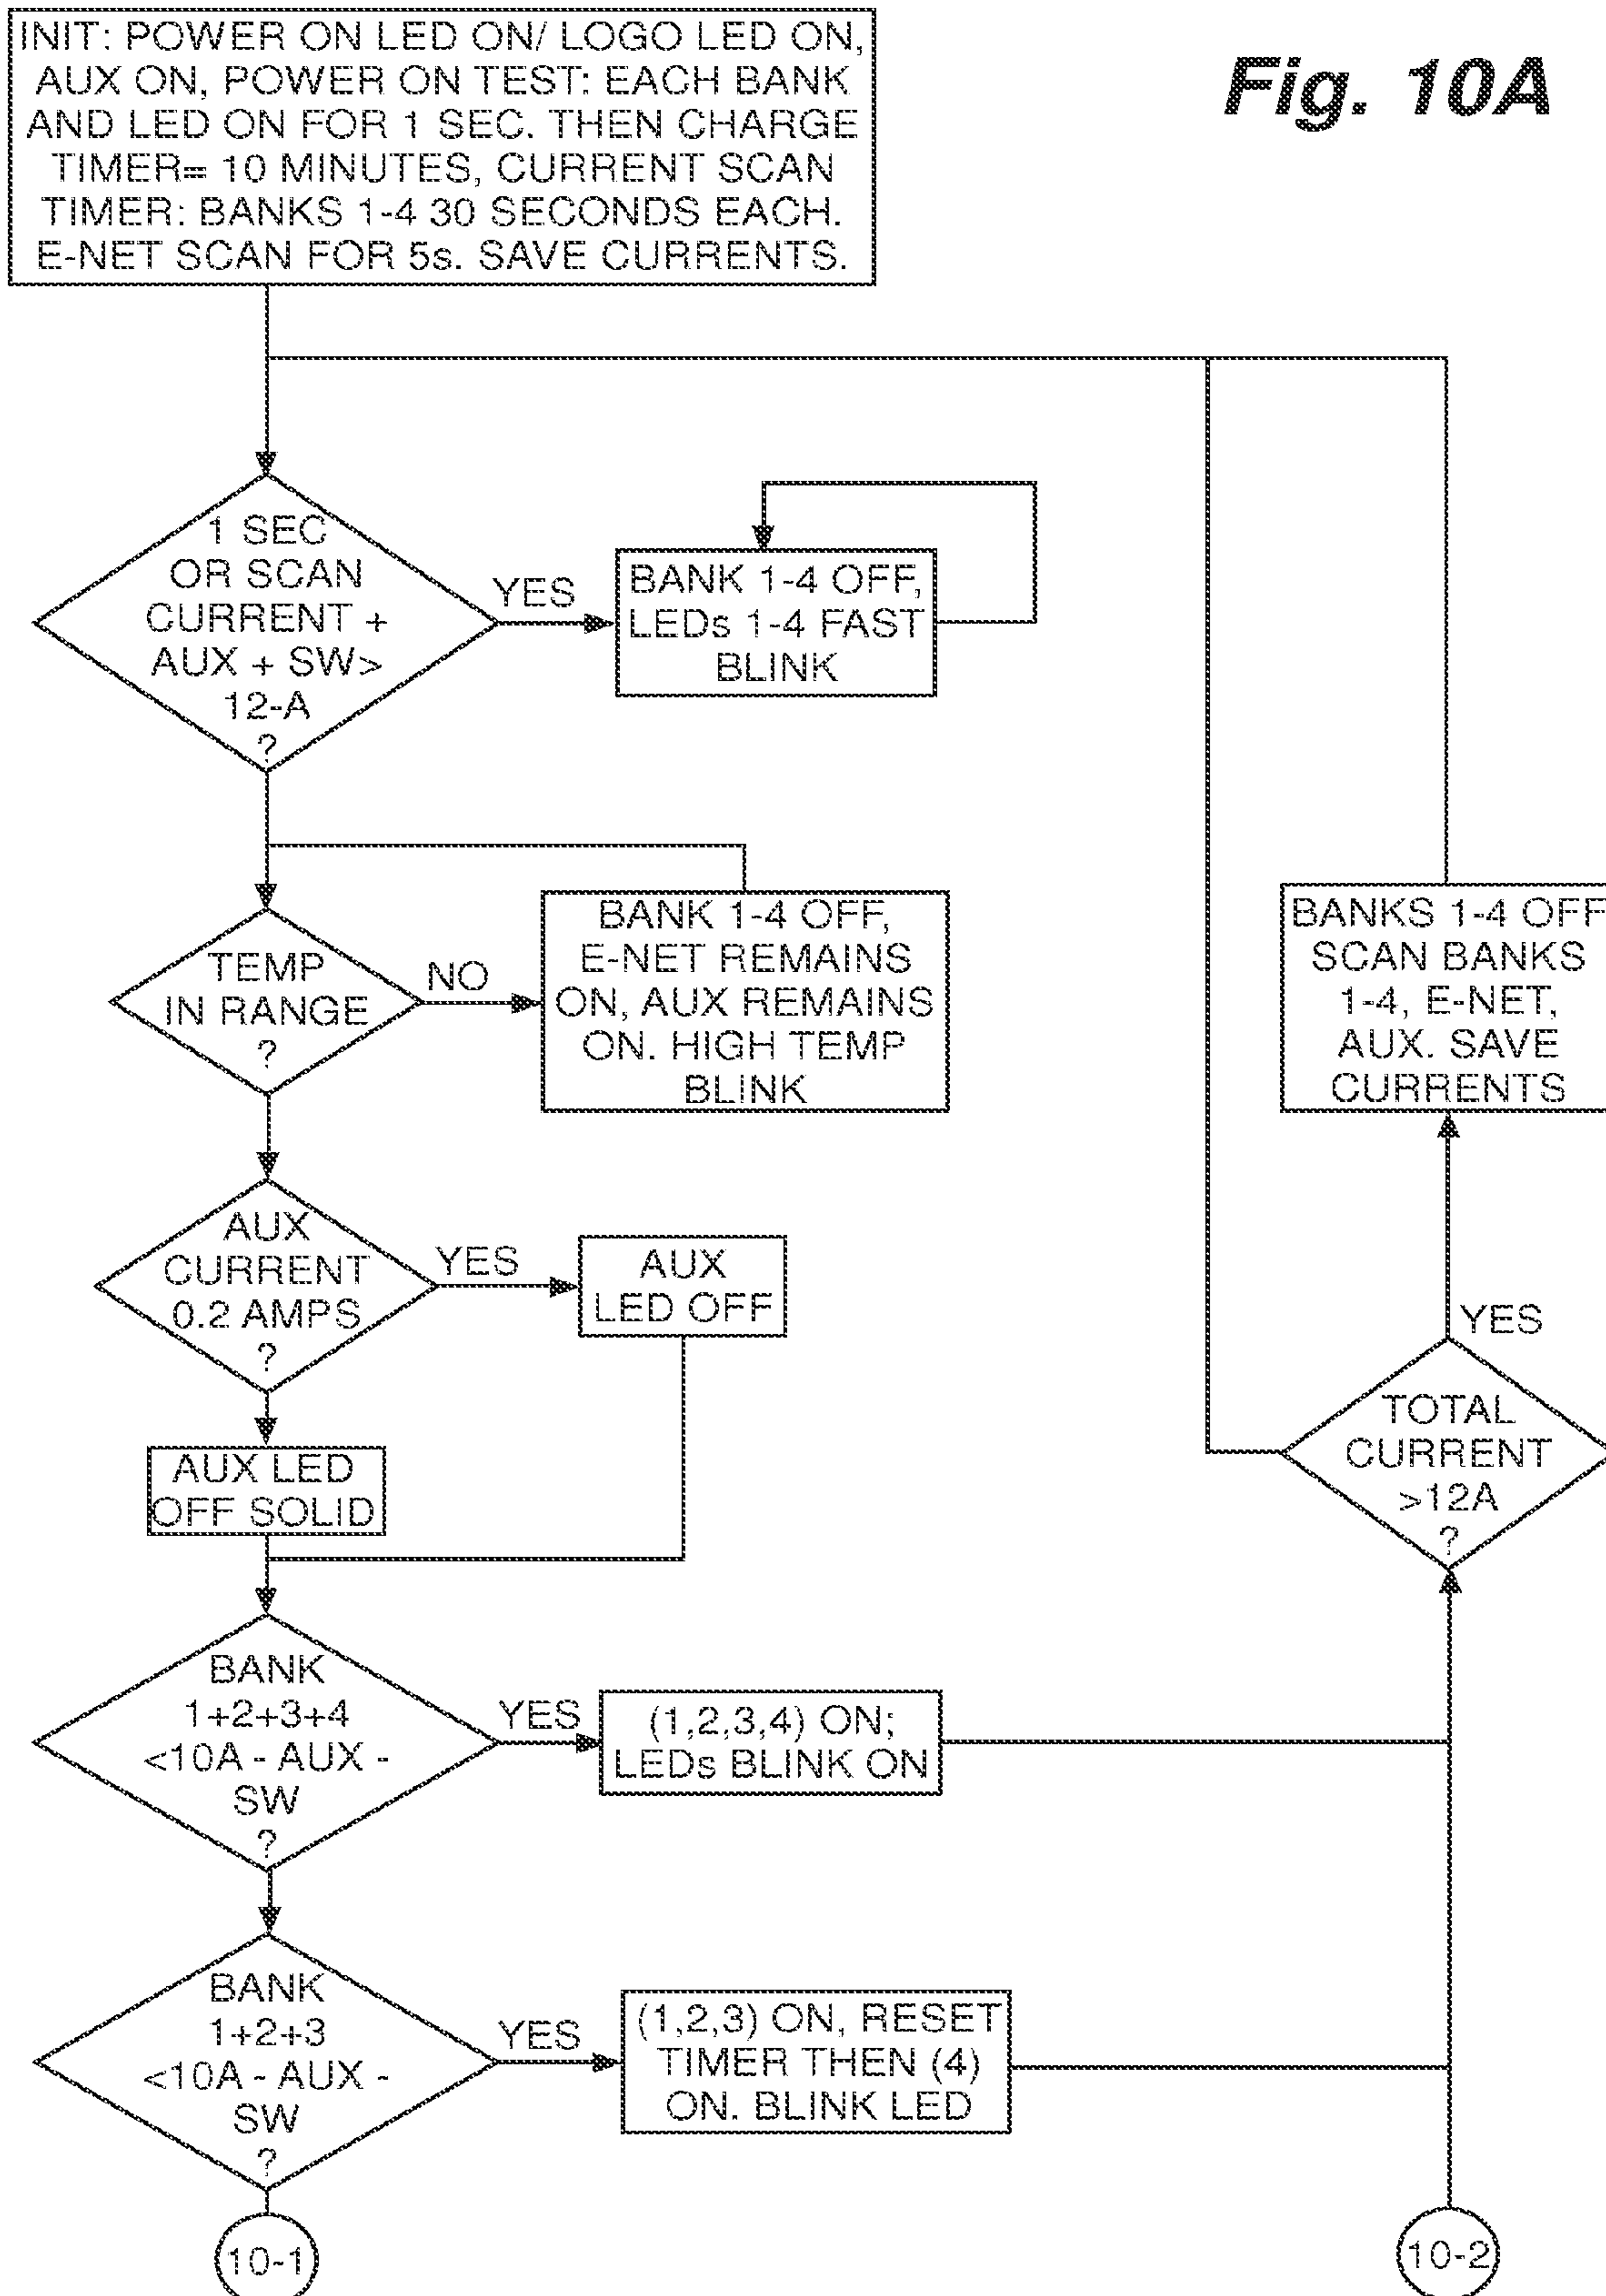 INIT: POWER ON LED ON/ LOGO LED ON,
AUX ON, POWER ON TEST: EACH BANK
AND LED ON FOR 1 SEC. THEN CHARGE
TIMER= 10 MINUTES, CURRENT SCAN
TIMER: BANKS 1-4 30 SECONDS EACH.
E-NET SCAN FOR 5s. SAVE CURRENTS.
Fig. 10A
1 SEC
OR SCAN
CURRENT +
AUX + SW>
12-A
?
YES
BANK 1-4 OFF,
LEDs 1-4 FAST
BLINK
TEMP
IN RANGE
?
NO
BANK 1-4 OFF,
E-NET REMAINS
ON, AUX REMAINS
ON. HIGH TEMP
BLINK
BANKS 1-4 OFF
SCAN BANKS
1-4, E-NET,
AUX. SAVE
CURRENTS
AUX
CURRENT
0.2 AMPS
?
YES
AUX
LED OFF
YES
TOTAL
CURRENT
>12A
?
AUX LED
OFF SOLID
BANK
1+2+3+4
<10A - AUX -
SW
?
YES
(1,2,3,4) ON;
LEDs BLINK ON
BANK
1+2+3
<10A - AUX -
SW
?
YES
(1,2,3) ON, RESET
TIMER THEN (4)
ON. BLINK LED
10-1
10-2